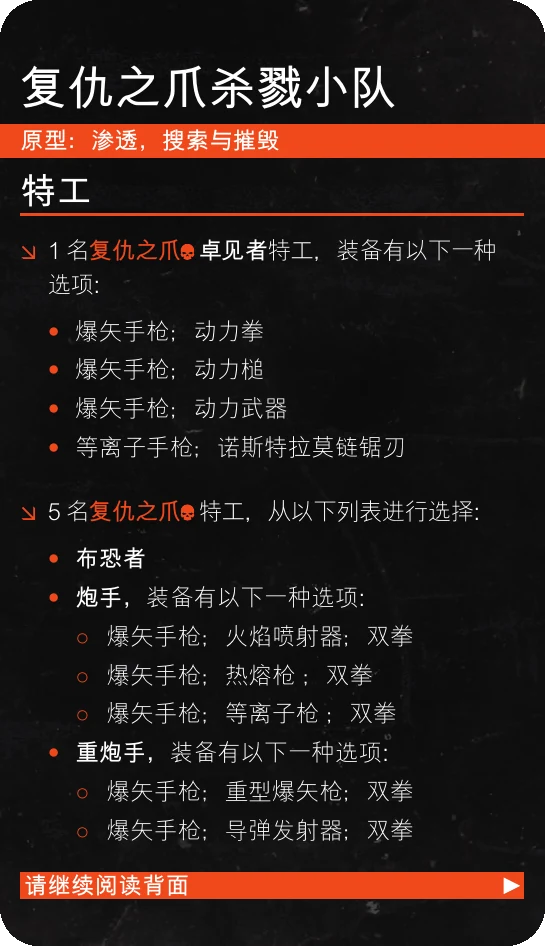 复仇之爪杀戮小队
原型：渗透，搜索与摧毁
特工
1 名复仇之爪卓见者特工，装备有以下一种
选项:
爆矢手枪；动力拳
爆矢手枪；动力槌
爆矢手枪；动力武器
等离子手枪；诺斯特拉莫链锯刃
5 名复仇之爪特工，从以下列表进行选择:
布恐者
炮手，装备有以下一种选项:
爆矢手枪；火焰喷射器；双拳
爆矢手枪；热熔枪；双拳
爆矢手枪；等离子枪；双拳
重炮手，装备有以下一种选项:
爆矢手枪；重型爆矢枪；双拳
爆矢手枪；导弹发射器；双拳
请继续阅读背面